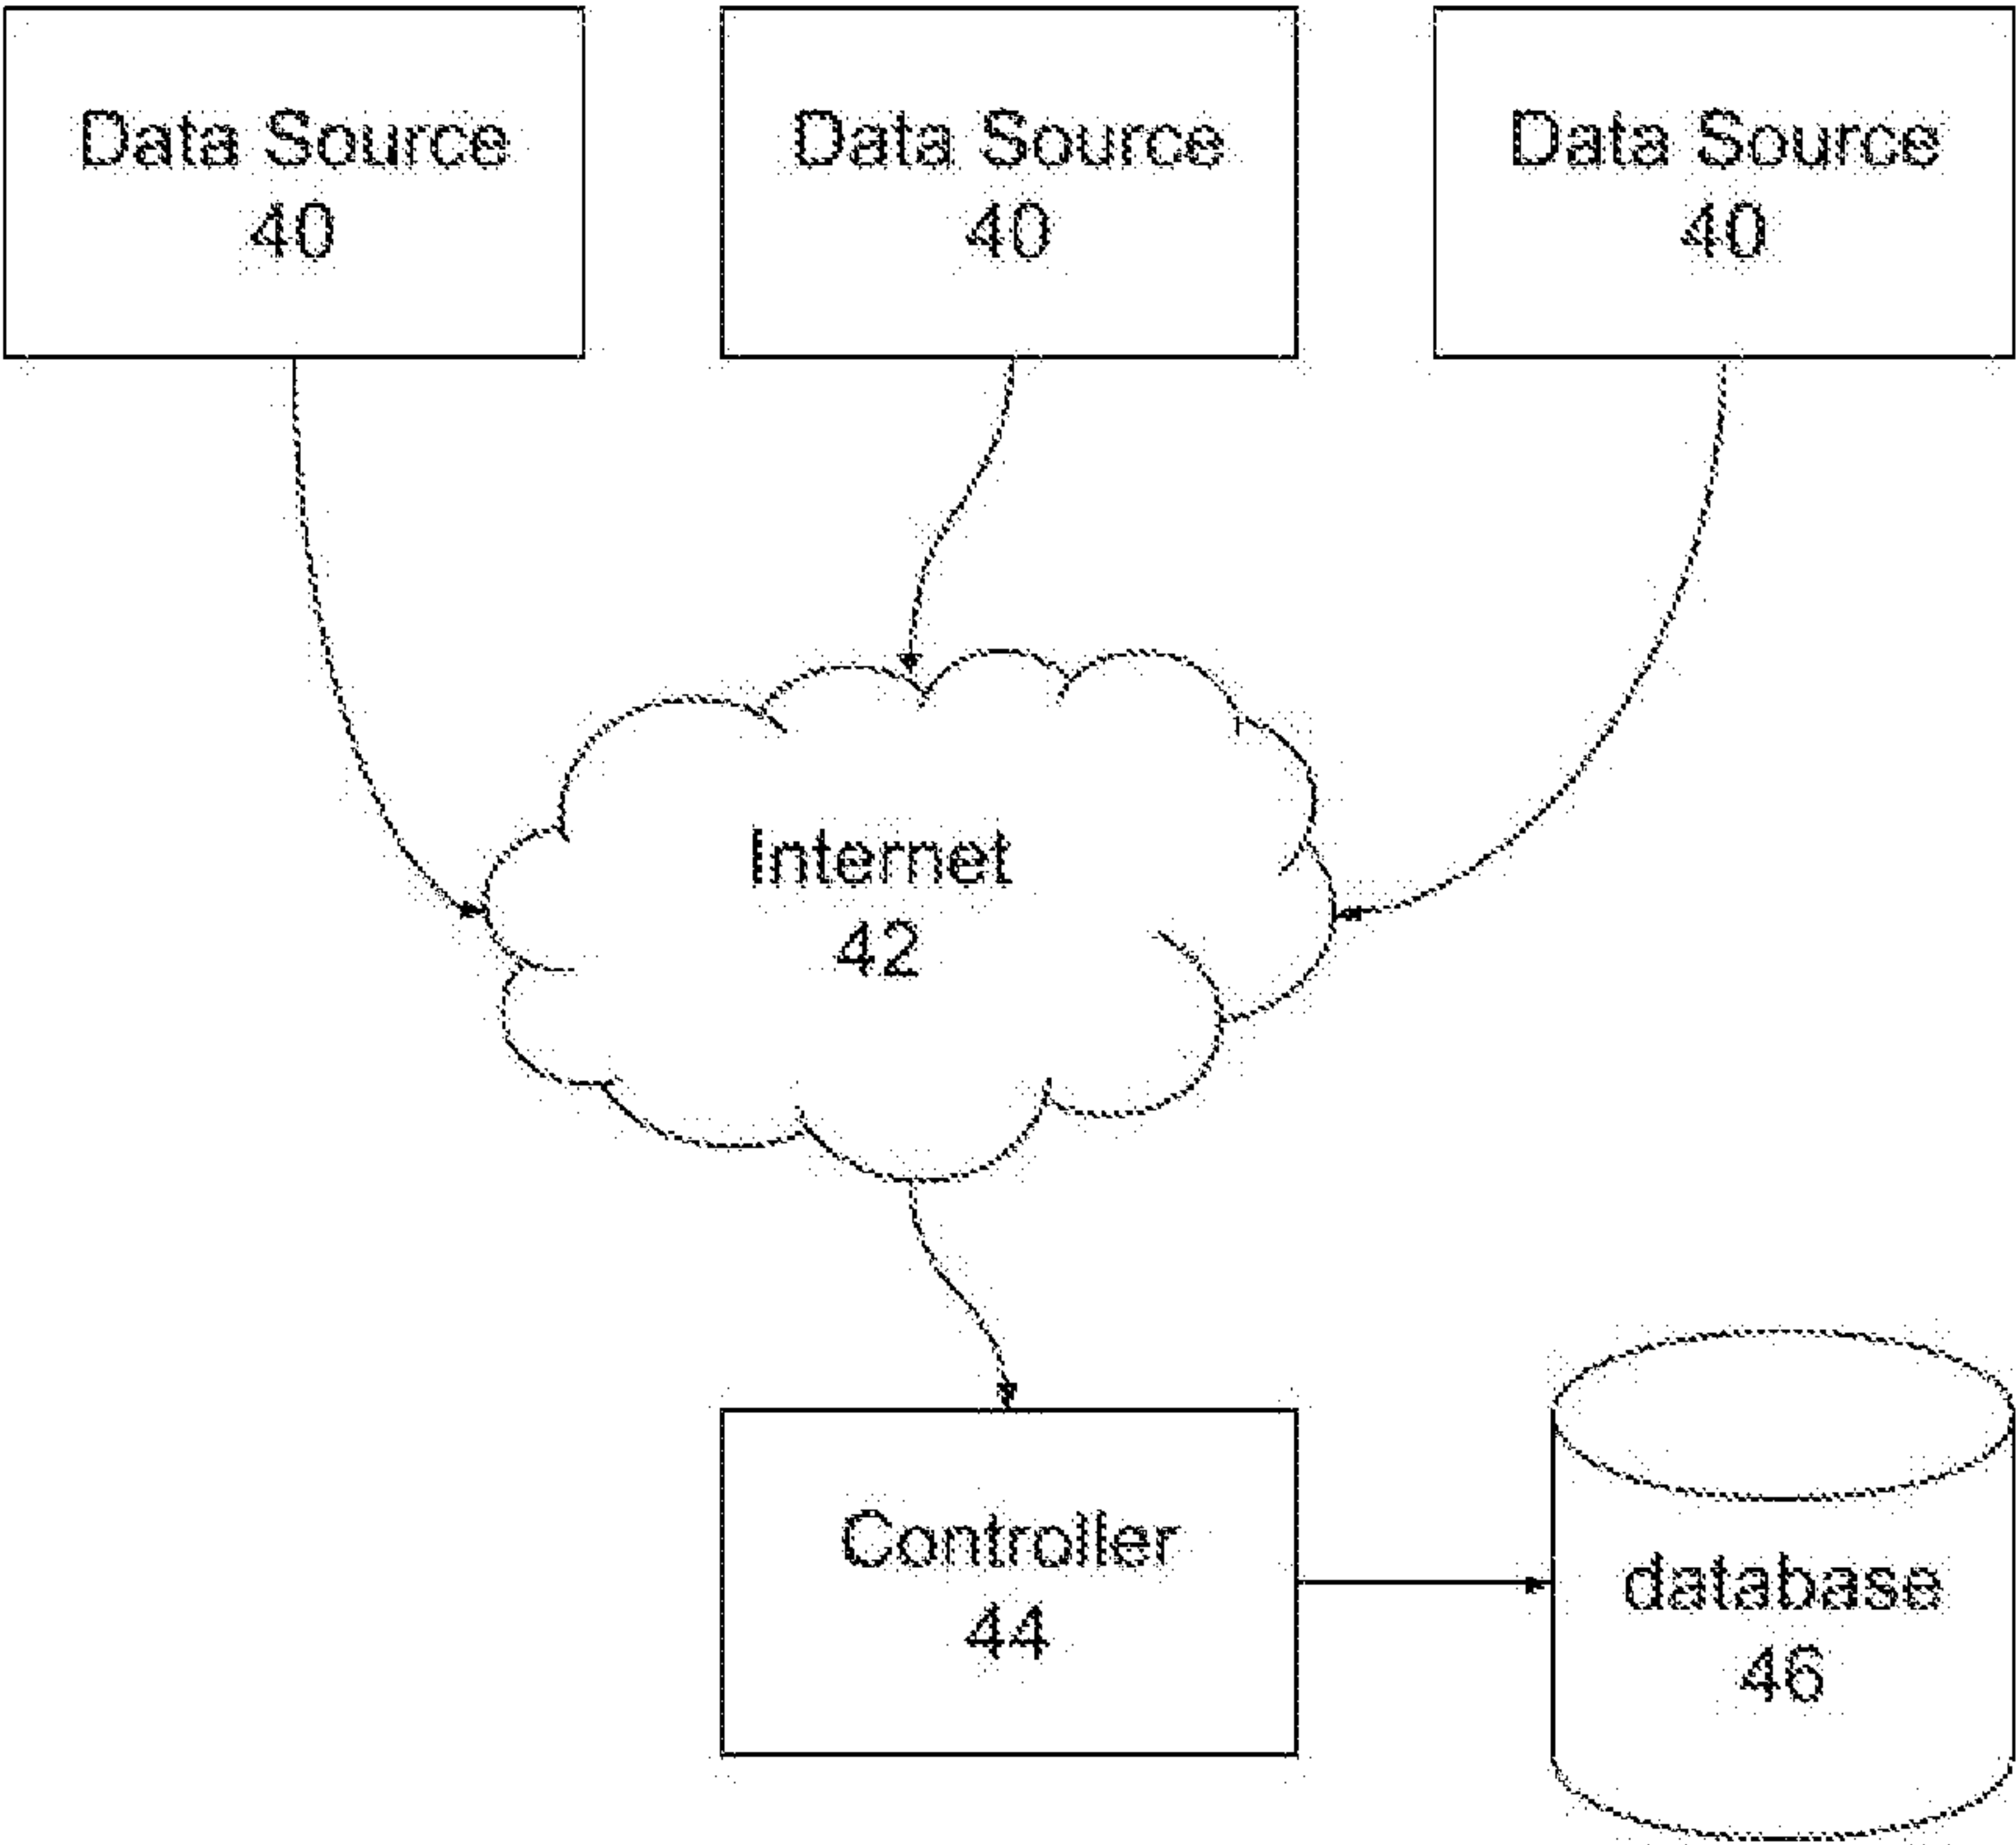 Data Source
40
Data Source
40
Data Source
40
Internet
42
Controller
44
database
46